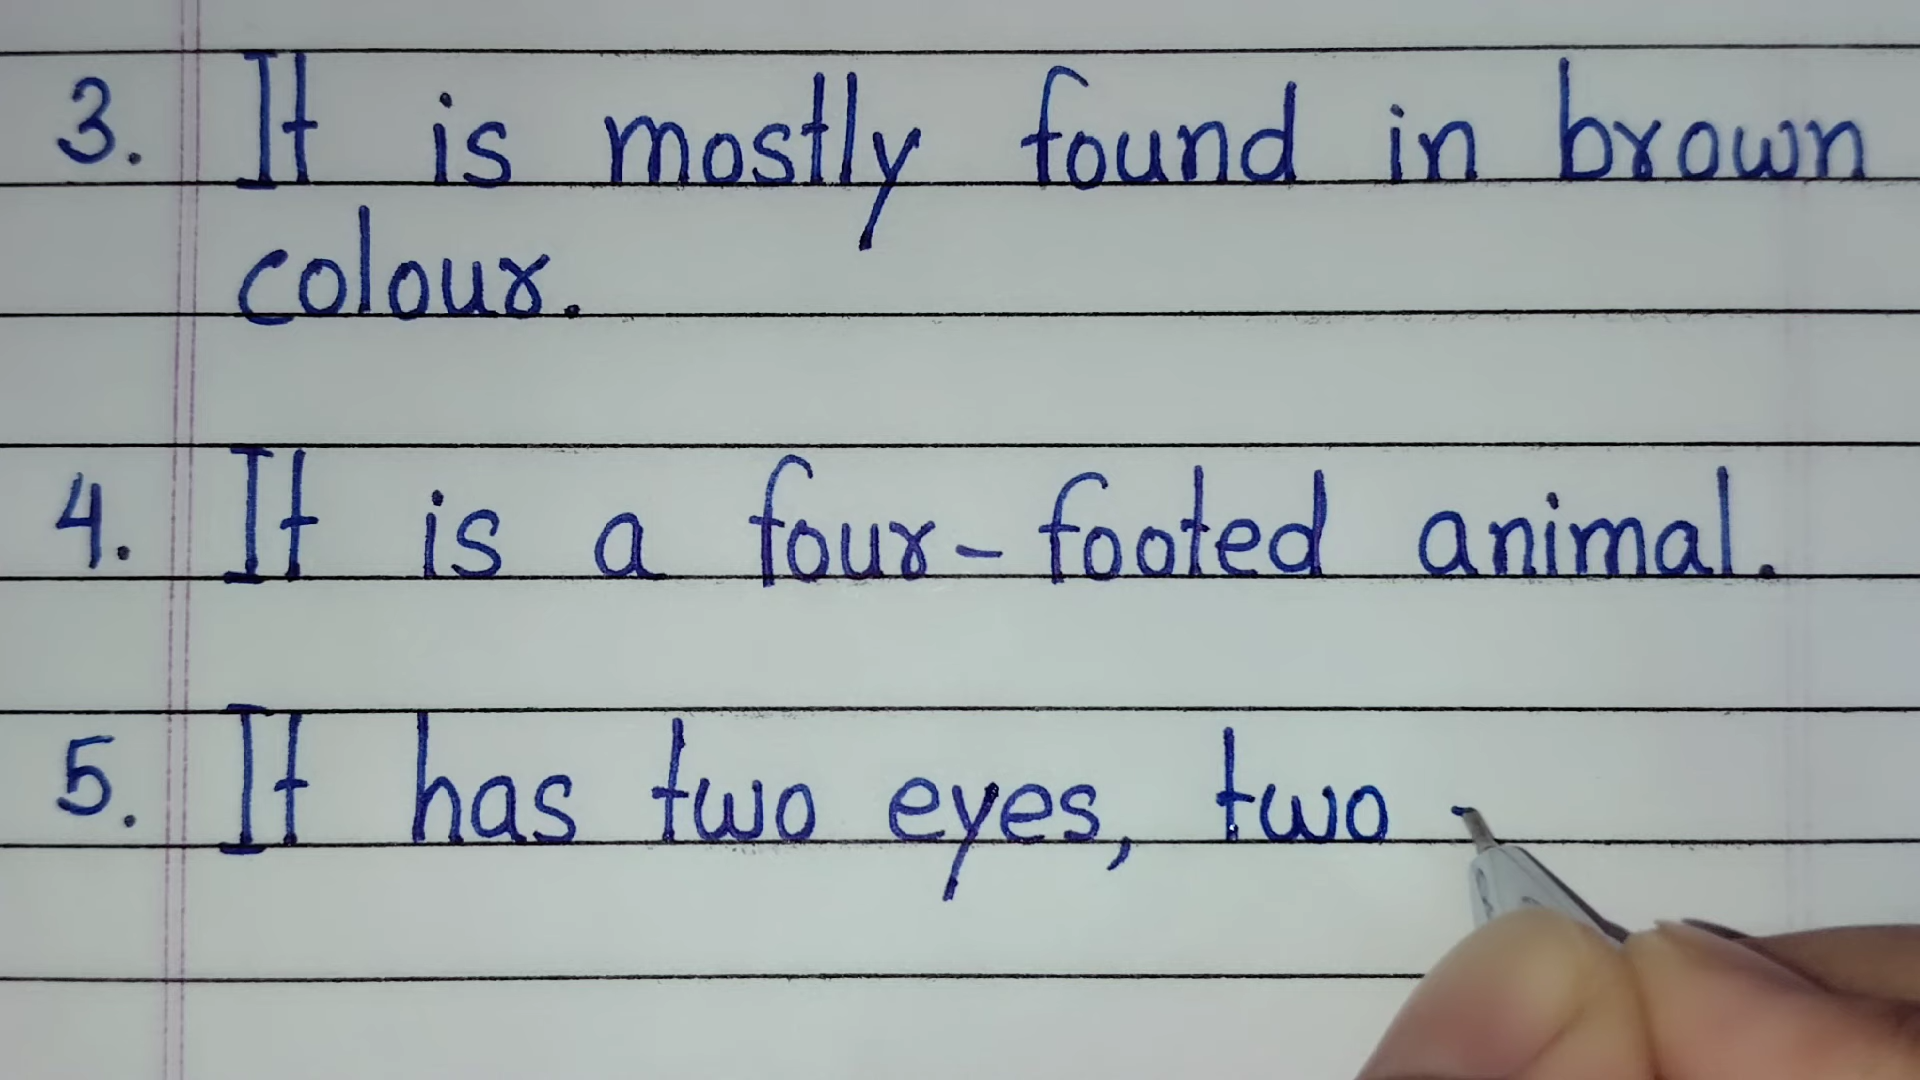 3. It is mostly found in brown
colour.
4. It is a four-footed animal.
5. It has two eyes, two